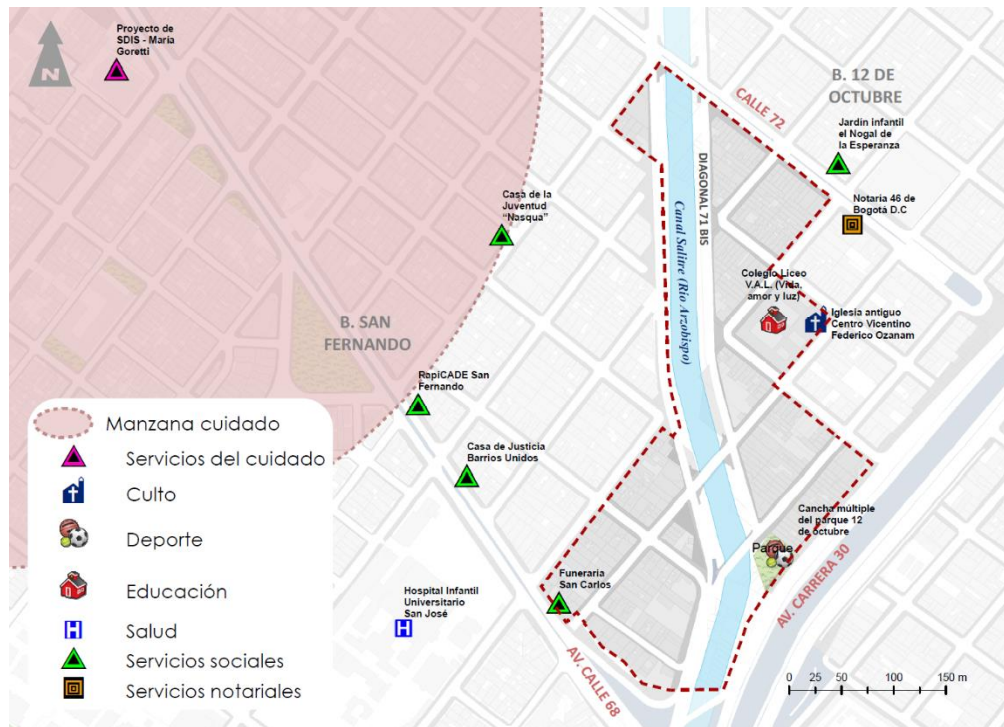 Proyecto de
SDIS - María
Goretti
N
B. 12 DE
OCTUBRE
CALLE 72
Jardín infantil
el Nogal de
la Esperanza
DIAGONAL 71 BIS
Notaría 46 de
Bogotá D.C
Casa de la
Juventud
“Nasqua”
Canal Salitre (Río Arzobispo)
Colegio Liceo
V.A.L. (Vida,
amor y luz)
Iglesia antiguo
Centro Vicentino
Federico Ozanam
B. SAN
FERNANDO
RapiCADE San
Fernando
Casa de Justicia
Barrios Unidos
Cancha múltiple
del parque 12
de octubre
Parque
AV. CARRERA 30
Funeraria
San Carlos
Hospital Infantil
Universitario
San José
H
AV. CALLE 68
Manzana cuidado
Servicios del cuidado
Culto
Deporte
Educación
H
Salud
Servicios sociales
Servicios notariales
0 25 50 100 150 m